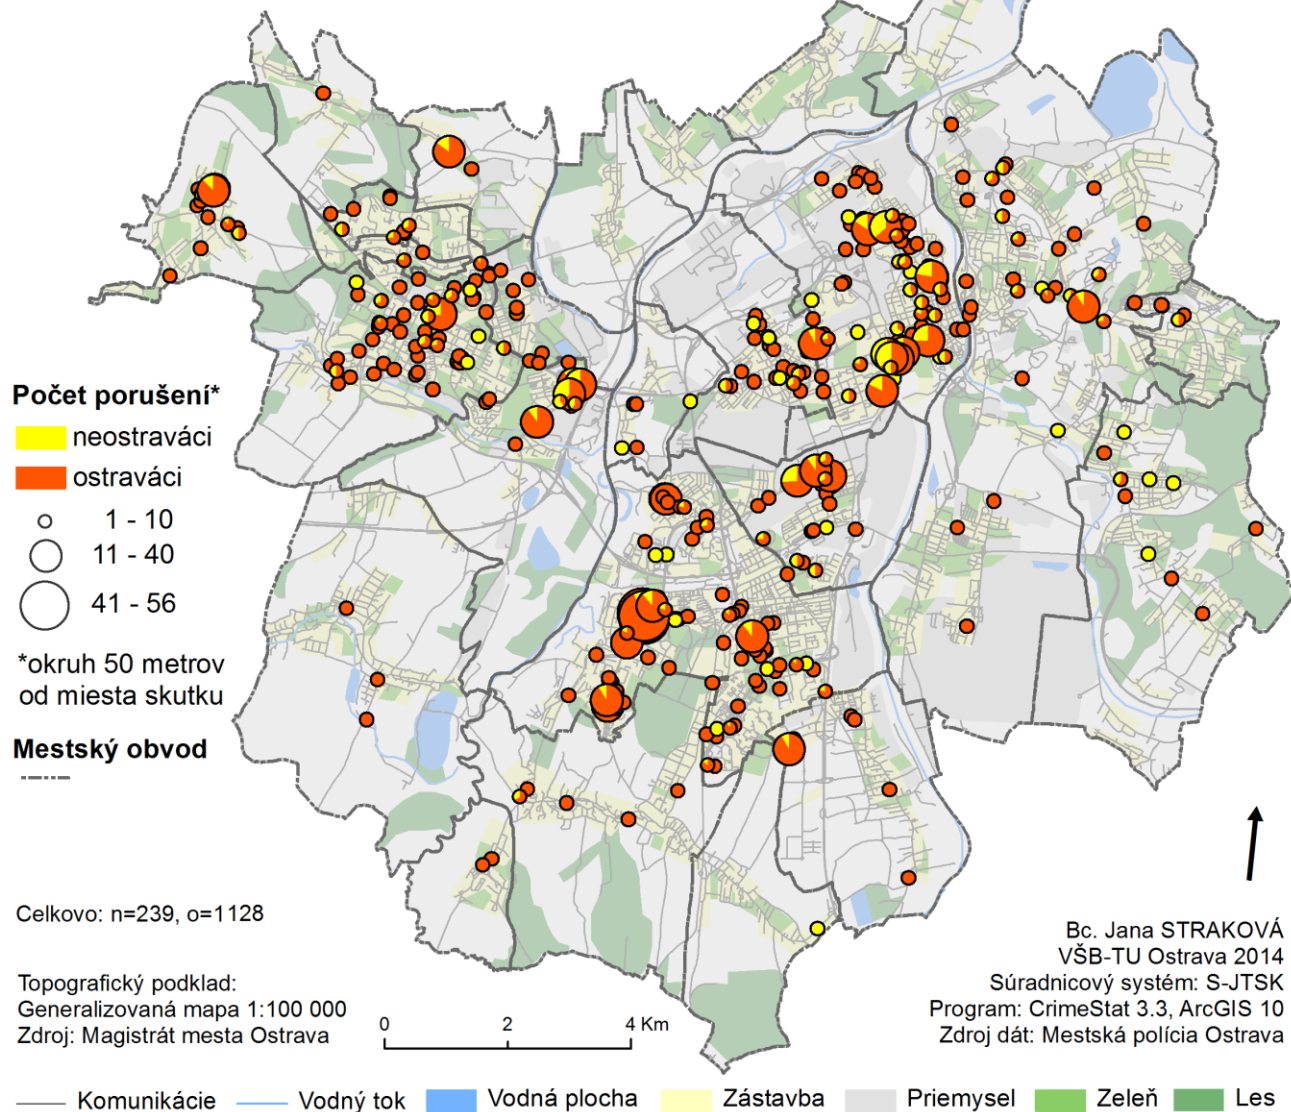 Počet porušení*
neostraváci
ostraváci
1 - 10
11 - 40
41 - 56
*okruh 50 metrov
od miesta skutku
Mestský obvod
Celkovo: n=239, o=1128
Topografický podklad:
Generalizovaná mapa 1:100 000
Zdroj: Magistrát mesta Ostrava
0 2 4 Km
Bc. Jana STRAKOVÁ
VŠB-TU Ostrava 2014
Súradnicový systém: S-JTSK
Program: CrimeStat 3.3, ArcGIS 10
Zdroj dát: Mestská polícia Ostrava
Komunikácie Vodný tok Vodná plocha Zástavba Priemysel Zeleň Les